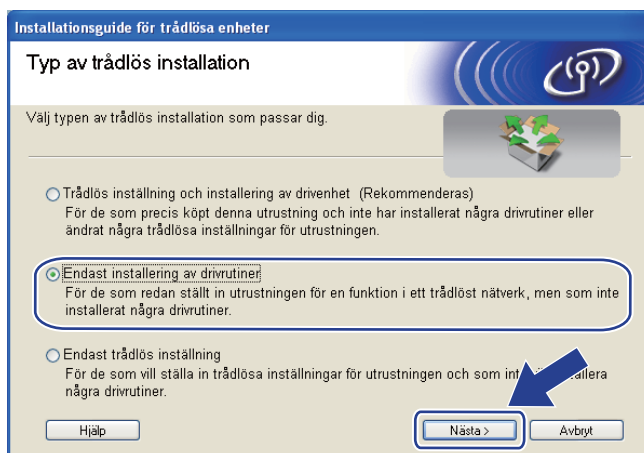 Installationsguide för trådlösa enheter
Typ av trådlös installation
Välj typen av trådlös installation som passar dig.
Trådlös inställning och installering av drivenhet (Rekommenderas)
För de som precis köpt denna utrustning och inte har installerat några drivrutiner eller
ändrat några trådlösa inställningar för utrustningen.
Endast installering av drivrutiner
För de som redan ställt in utrustningen för en funktion i ett trådlöst nätverk, men som inte
installerat några drivrutiner.
Endast trådlös inställning
För de som vill ställa in trådlösa inställningar för utrustningen och som
några drivrutiner.
Hjälp
Nästa >
Avbryt